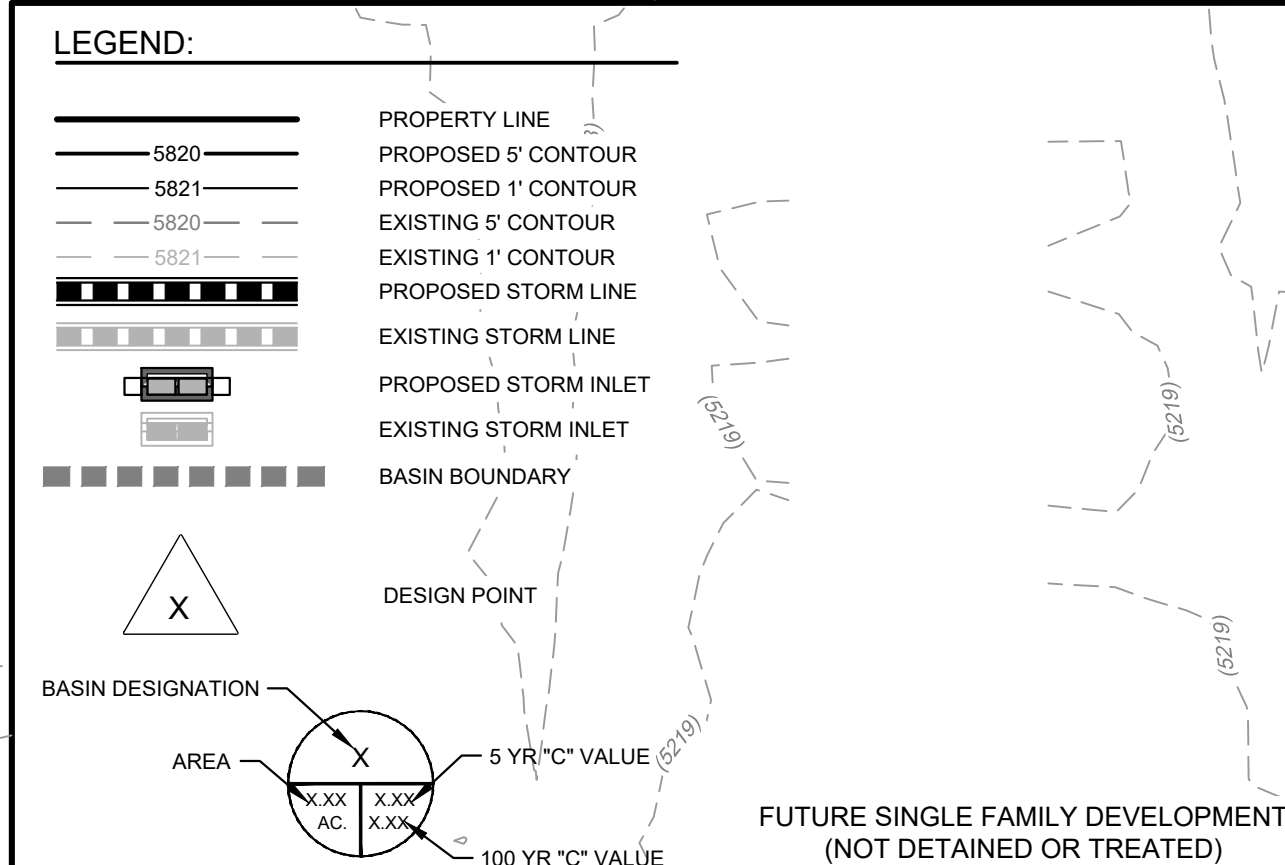 LEGEND:
PROPERTY LINE
5820 PROPOSED 5' CONTOUR
5821 PROPOSED 1' CONTOUR
5820 EXISTING 5' CONTOUR
5821 EXISTING 1' CONTOUR
PROPOSED STORM LINE
EXISTING STORM LINE
PROPOSED STORM INLET
EXISTING STORM INLET
BASIN BOUNDARY
X
DESIGN POINT
BASIN DESIGNATION
X
AREA
5 YR "C" VALUE
X.XX X.XX
AC. X.XX
100 YR "C" VALUE
(5219)
(5219)
(5219)
(5219)
FUTURE SINGLE FAMILY DEVELOPMENT
(NOT DETAINED OR TREATED)